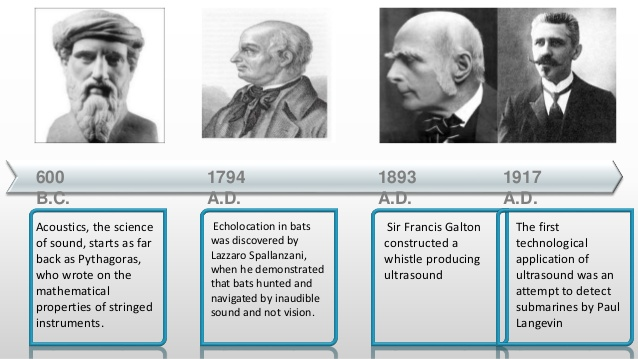 600
B.C.
1794
A.D.
1893
A.D.
1917
A.D.
Acoustics, the science
of sound, starts as far
back as Pythagoras,
who wrote on the
mathematical
properties of stringed
instruments.
Echolocation in bats
was discovered by
Lazzaro Spallanzani,
when he demonstrated
that bats hunted and
navigated by inaudible
sound and not vision.
Sir Francis Galton
constructed a
whistle producing
ultrasound
The first
technological
application of
ultrasound was an
attempt to detect
submarines by Paul
Langevin